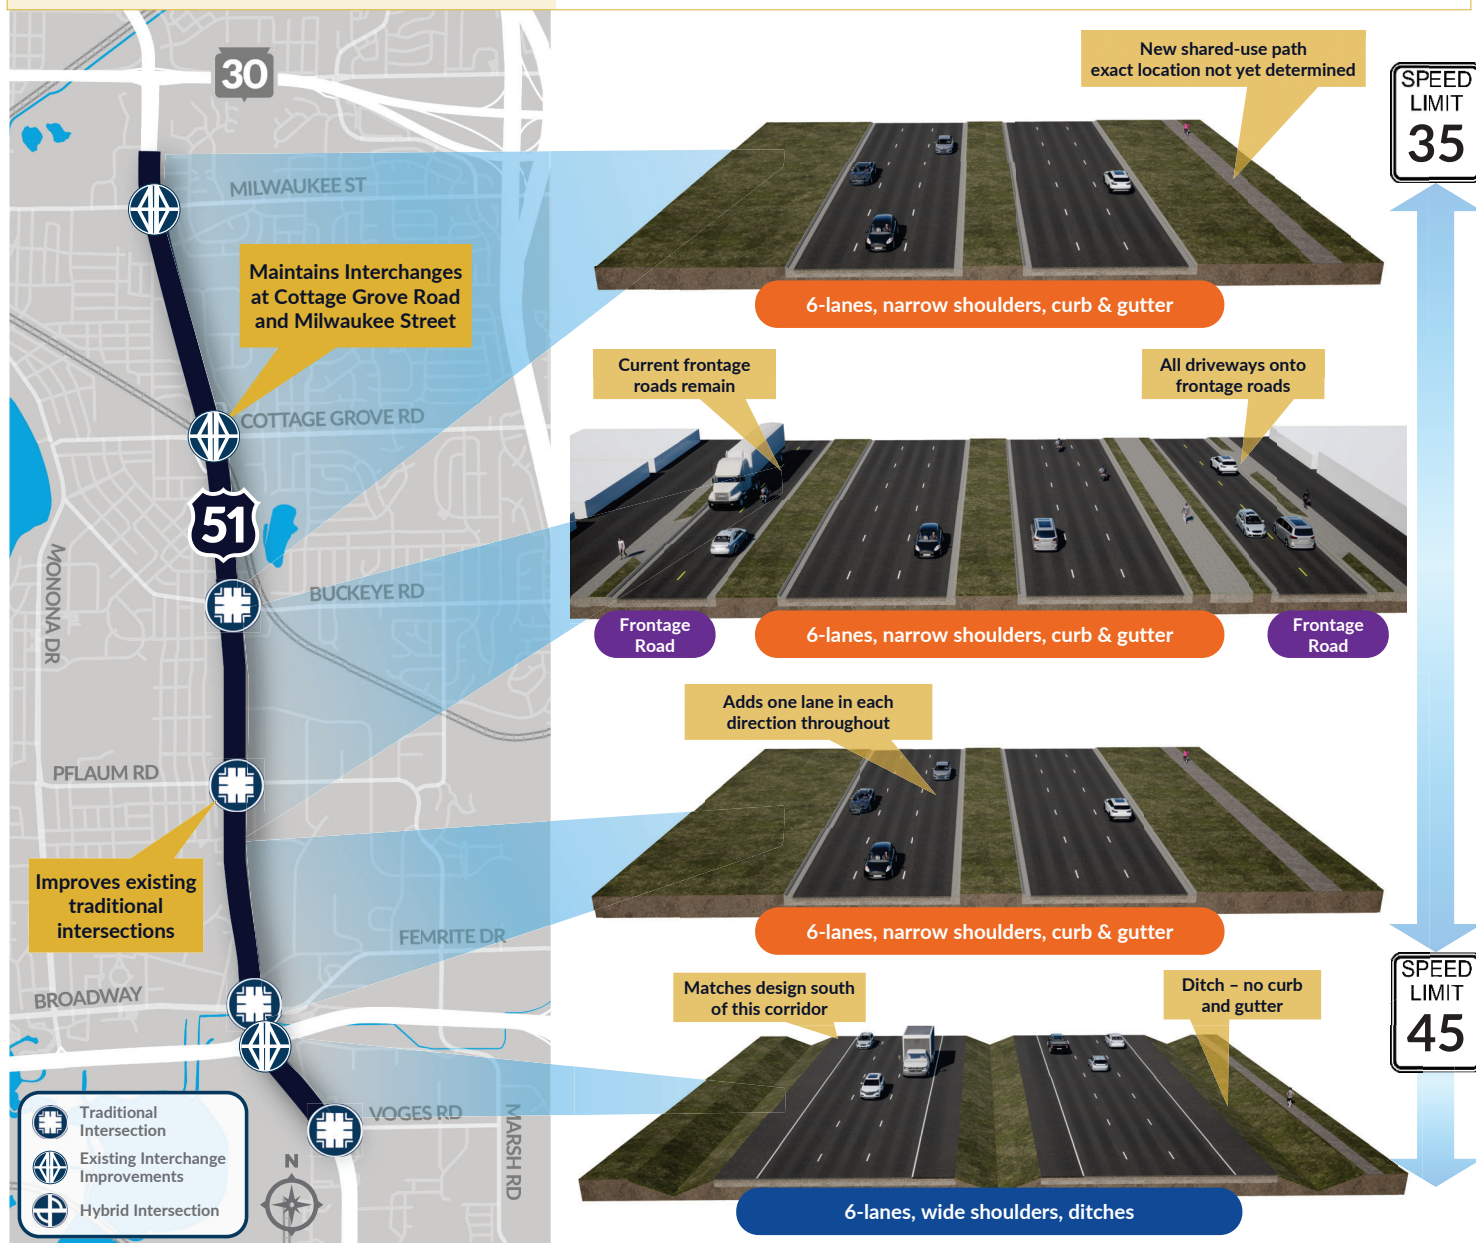 30
MILWAUKEE ST
Maintains Interchanges
at Cottage Grove Road
and Milwaukee Street
COTTAGE GROVE RD
51
MONONA DR
BUCKEYE RD
PFLAUM RD
Improves existing
traditional
intersections
FEMRITE DR
BROADWAY
VOGES RD
MARSH RD
Traditional
Intersection
Existing Interchange
Improvements
Hybrid Intersection
N
New shared-use path
exact location not yet determined
6-lanes, narrow shoulders, curb & gutter
Current frontage
roads remain
All driveways onto
frontage roads
Frontage
Road
6-lanes, narrow shoulders, curb & gutter
Frontage
Road
Adds one lane in each
direction throughout
6-lanes, narrow shoulders, curb & gutter
Matches design south
of this corridor
Ditch – no curb
and gutter
6-lanes, wide shoulders, ditches
SPEED
LIMIT
35
SPEED
LIMIT
45